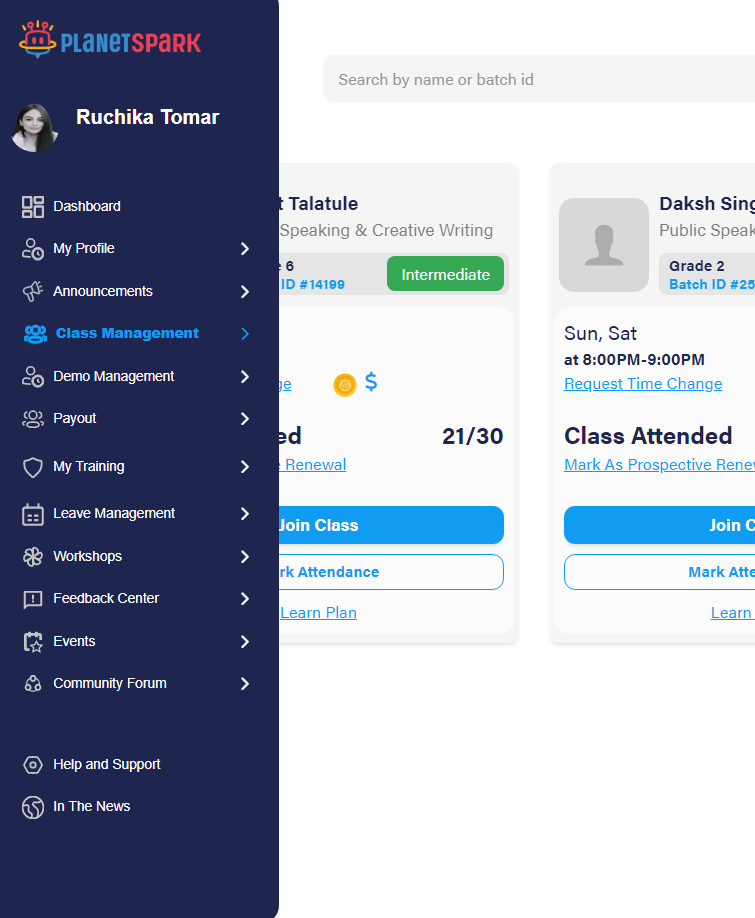 PLANETSPARK
Ruchika Tomar
Dashboard
My Profile
Announcements
Class Management
Demo Management
Payout
My Training
Leave Management
Workshops
Feedback Center
Events
Community Forum
Help and Support
In The News
Search by name or batch id
t Talatule
Speaking & Creative Writing
e 6
ID #14199
Intermediate
ge
$
ed
21/30
e Renewal
Join Class
rk Attendance
Learn Plan
Daksh Sing
Public Speak
Grade 2
Batch ID #25
Sun, Sat
at 8:00PM-9:00PM
Request Time Change
Class Attended
Mark As Prospective Rene
Join C
Mark Atte
Learn